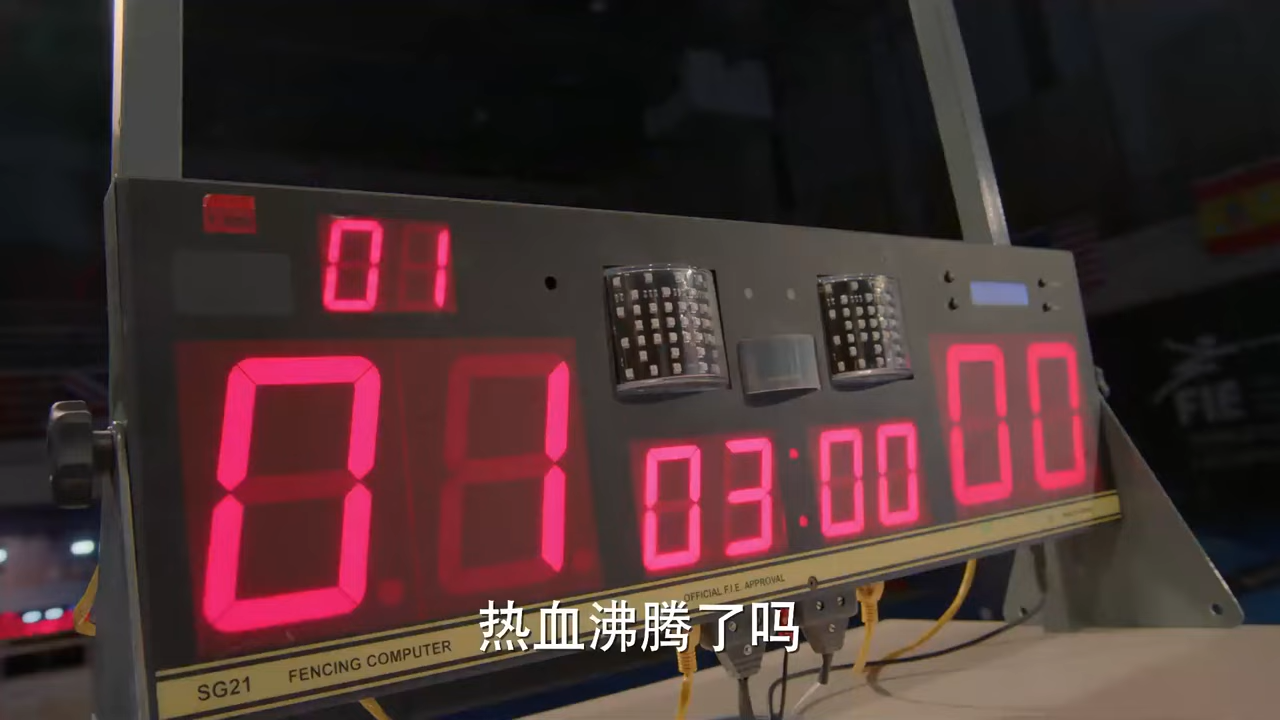 01
01
03:00
00
FIE
OFFICIAL F.I.E. APPROVAL
SG21 FENCING COMPUTER
热血沸腾了吗